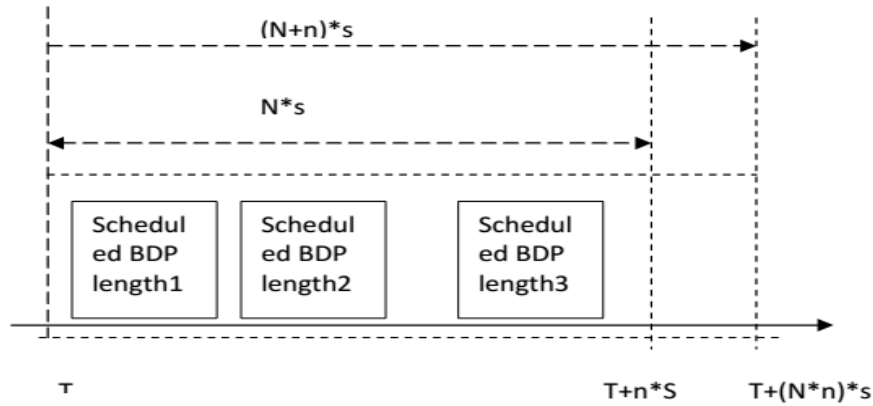 (N+n)*s
N*s
Schedul
ed BDP
length1
Schedul
ed BDP
length2
Schedul
ed BDP
length3
T
T+n*S
T+(N*n)*s